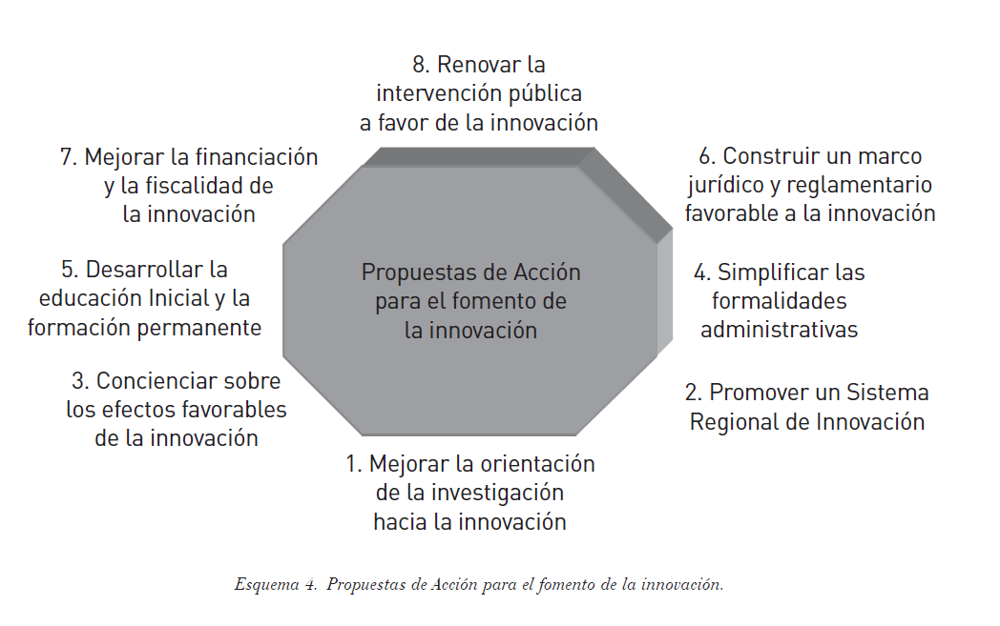 8. Renovar la
intervención pública
a favor de la innovación
7. Mejorar la financiación
y la fiscalidad de
la innovación
6. Construir un marco
jurídico y reglamentario
favorable a la innovación
5. Desarrollar la
educación Inicial y la
formación permanente
Propuestas de Acción
para el fomento de
la innovación
4. Simplificar las
formalidades
administrativas
3. Concienciar sobre
los efectos favorables
de la innovación
2. Promover un Sistema
Regional de Innovación
1. Mejorar la orientación
de la investigación
hacia la innovación
Esquema 4. Propuestas de Acción para el fomento de la innovación.